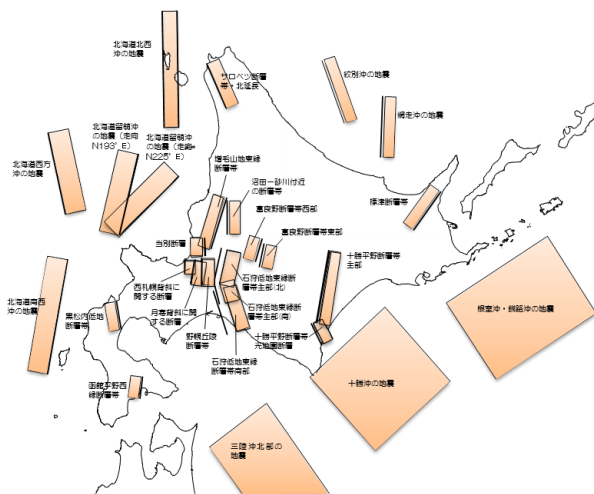 北海道北西
沖の地震
サロベツ断層
帯・北延長
紋別沖の地震
網走沖の地震
北海道留萌沖
の地震（走向
N193°E）
北海道留萌沖
の地震（走向
N225°E）
北海道西方
沖の地震
増毛山地東縁
断層帯
沼田－砂川付近
の断層帯
標津断層帯
富良野断層帯西部
富良野断層帯東部
当別断層
十勝平野断層帯
主部
石狩低地東縁断
層帯主部(北)
西札幌背斜に
関する断層
北海道南西
沖の地震
黒松内低地
断層帯
月寒背斜に関
する断層
石狩低地東縁断
層帯主部(南)
根室沖・釧路沖の地震
野幌丘陵
断層帯
十勝平野断層帯
光地園断層
石狩低地東縁
断層帯南部
函館平野西
縁断層帯
十勝沖の地震
三陸沖北部の
地震